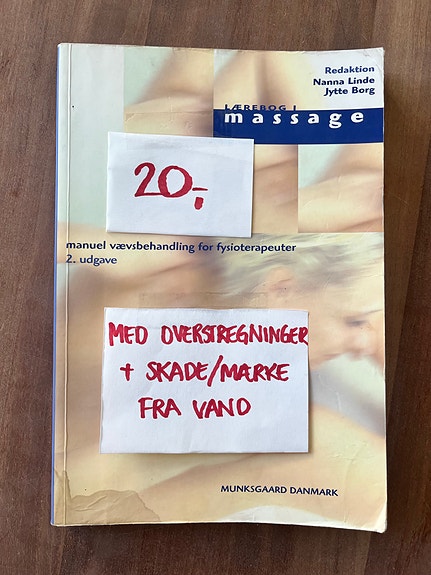 Redaktion
Nanna Linde
Jytte Borg
LÆREBOG I
massage
20,-
manuel vævsbehandling for fysioterapeuter
2. udgave
MED OVERSTREGNINGER
+ SKADE/MÆRKE
FRA VAND
MUNKSGAARD DANMARK